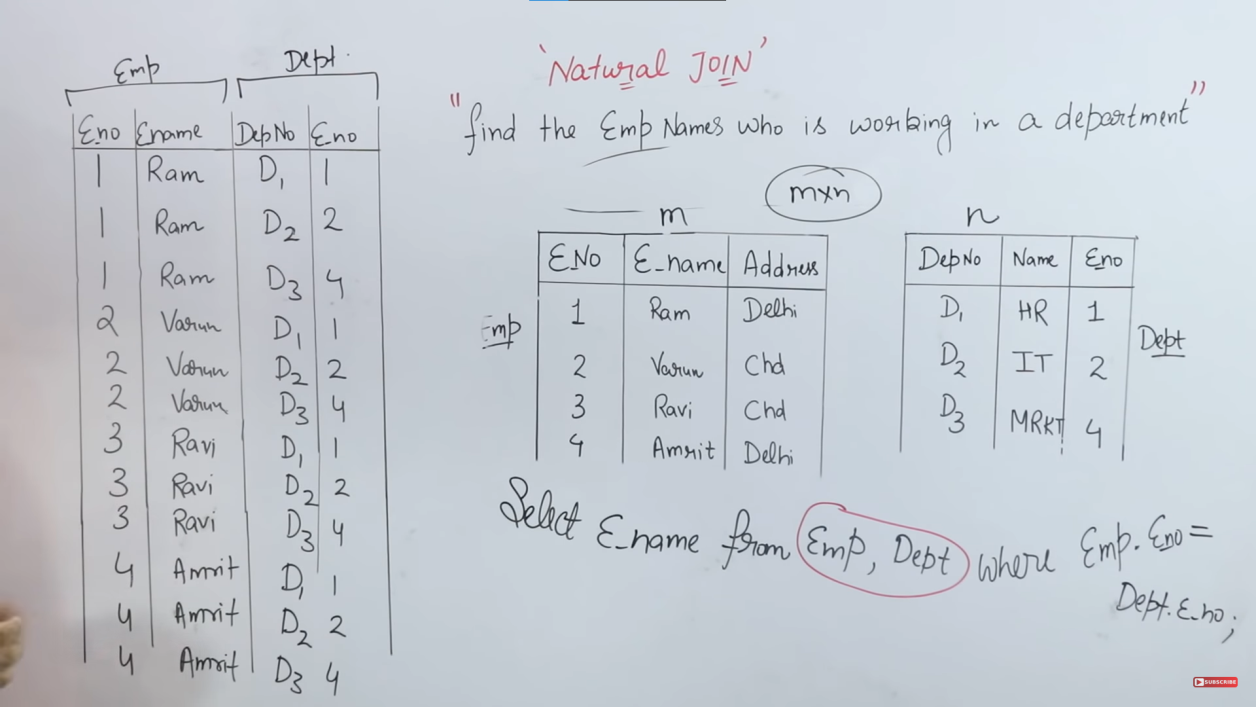 Emp Dept.
Eno Ename DepNo Eno
1 Ram D1 1
1 Ram D2 2
1 Ram D3 4
2 Varun D1 1
2 Varun D2 2
2 Varun D3 4
3 Ravi D1 1
3 Ravi D2 2
3 Ravi D3 4
4 Amrit D1 1
4 Amrit D2 2
4 Amrit D3 4
'Natural JOIN'
"find the Emp Names who is working in a department"
mxn
m
Emp
E.No E_name Address
1 Ram Delhi
2 Varun Chd
3 Ravi Chd
4 Amrit Delhi
n
Dept
DepNo Name Eno
D1 HR 1
D2 IT 2
D3 MRKT 4
Select E_name from Emp, Dept where Emp. Eno =
Dept. E_no;
SUBSCRIBE